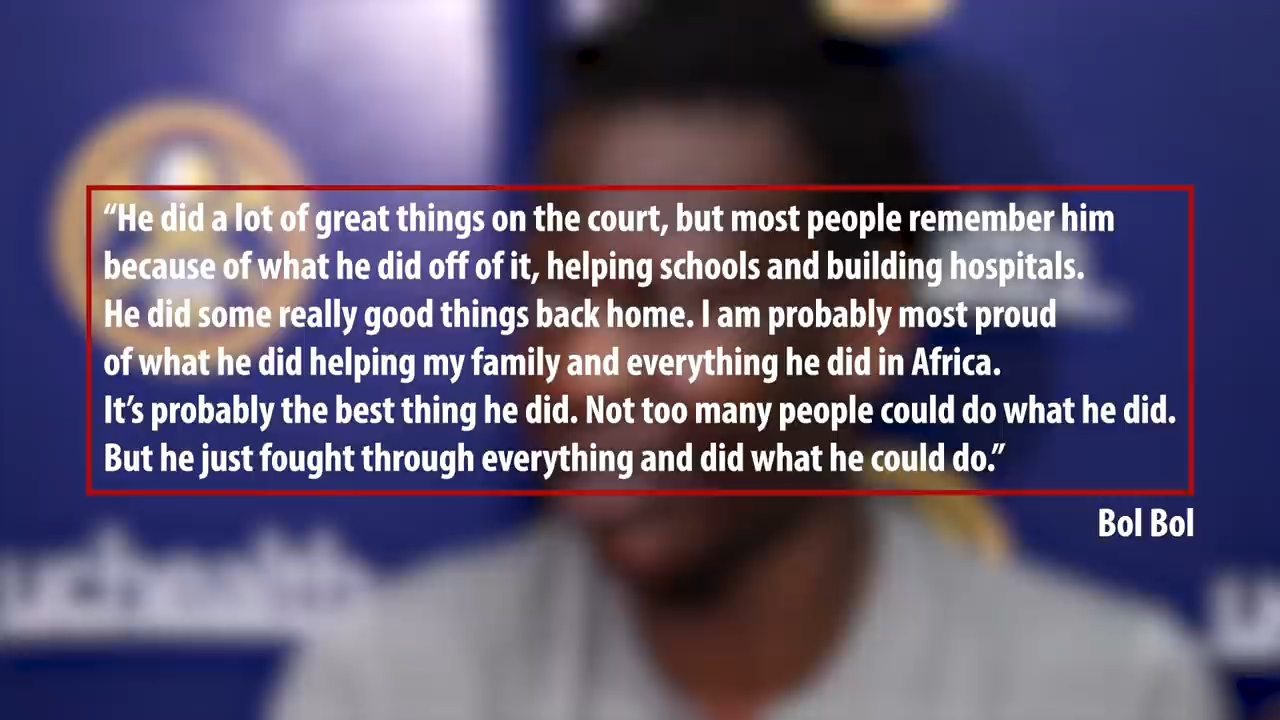 “He did a lot of great things on the court, but most people remember him
because of what he did off of it, helping schools and building hospitals.
He did some really good things back home. I am probably most proud
of what he did helping my family and everything he did in Africa.
It’s probably the best thing he did. Not too many people could do what he did.
But he just fought through everything and did what he could do.”
Bol Bol
uchealth